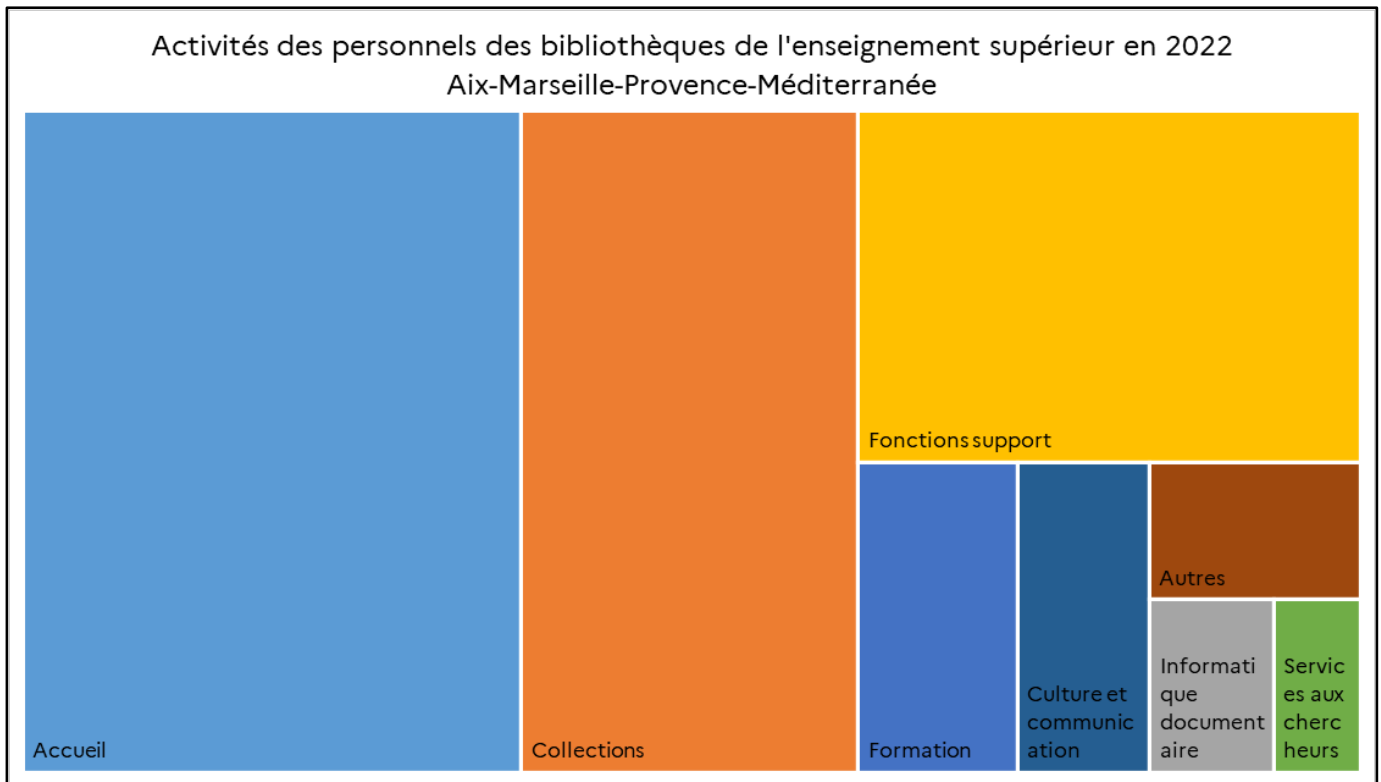 Activités des personnels des bibliothèques de l'enseignement supérieur en 2022
Aix-Marseille-Provence-Méditerranée
Accueil
Collections
Fonctions support
Formation
Culture et
communic
ation
Autres
Informati
que
document
aire
Servic
es aux
cherc
heurs